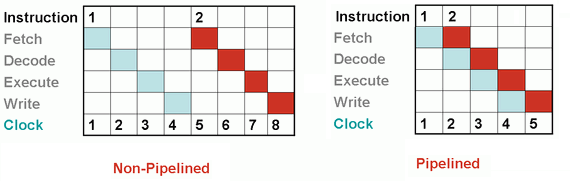 Instruction 1 2
Fetch
Decode
Execute
Write
Clock 1 2 3 4 5 6 7 8
Non-Pipelined
Instruction 1 2
Fetch
Decode
Execute
Write
Clock 1 2 3 4 5
Pipelined